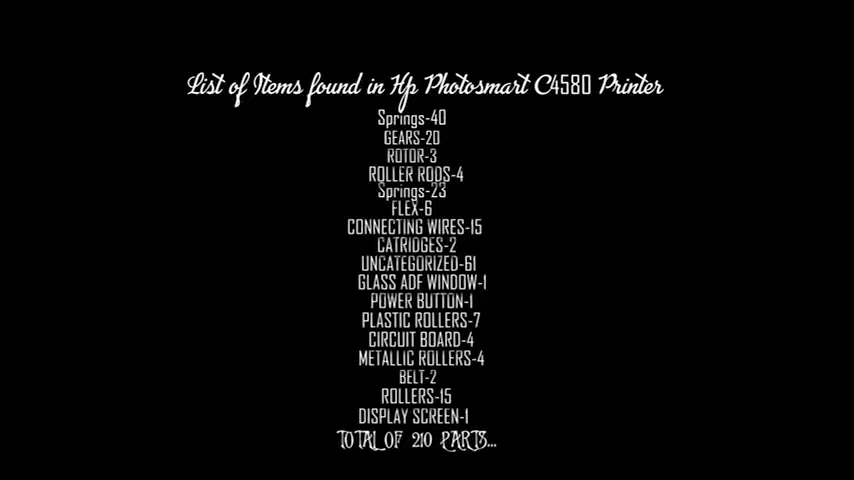 List of Items found in Hp Photosmart C4580 Printer
Springs-40
GEARS-20
ROTOR-3
ROLLER RODS-4
Springs-23
FLEX-6
CONNECTING WIRES-15
CATRIDGES-2
UNCATEGORIZED-61
GLASS ADF WINDOW-1
POWER BUTTON-1
PLASTIC ROLLERS-7
CIRCUIT BOARD-4
METALLIC ROLLERS-4
BELT-2
ROLLERS-15
DISPLAY SCREEN-1
TOTAL OF 210 PARTS...